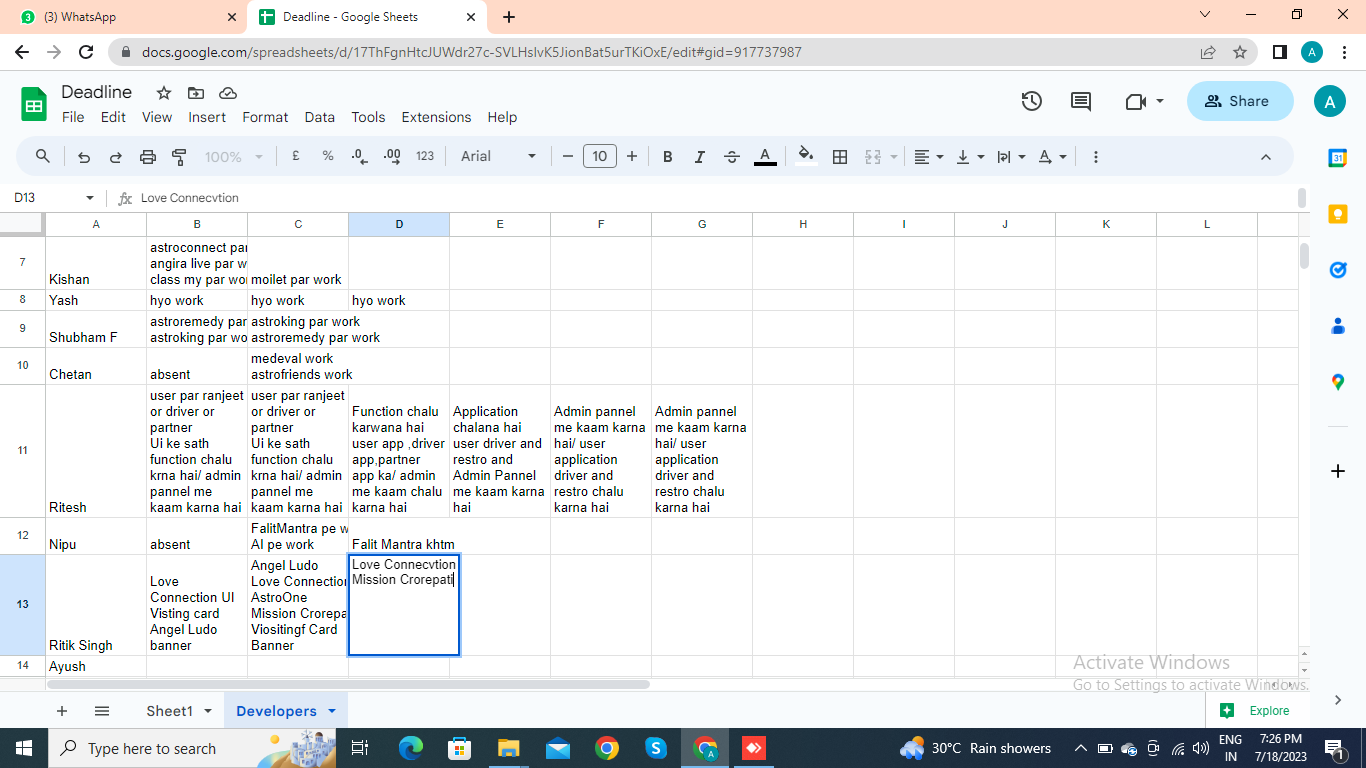 (3) WhatsApp
Deadline - Google Sheets
docs.google.com/spreadsheets/d/17ThFgnHtcJUWdr27c-SVLHsIvK5JionBat5urTKiOxE/edit#gid=917737987
A
Deadline
File Edit View Insert Format Data Tools Extensions Help
Share
A
100% £ % .0 .00 123 Arial 10 B I A
D13 fx Love Connecvtion
A B C D E F G H I J K L
7
Kishan
astroconnect par
angira live par w
class my par wor
moilet par work
8 Yash hyo work hyo work hyo work
9
Shubham F
astroremedy par
astroking par wo
astroking par work
astroremedy par work
10
Chetan
absent
medeval work
astrofriends work
11
Ritesh
user par ranjeet
or driver or
partner
Ui ke sath
function chalu
krna hai/ admin
pannel me
kaam karna hai
user par ranjeet
or driver or
partner
Ui ke sath
function chalu
krna hai/ admin
pannel me
kaam karna hai
Function chalu
karwana hai
user app ,driver
app,partner
app ka/ admin
me kaam chalu
karna hai
Application
chalana hai
user driver and
restro and
Admin Pannel
me kaam karna
hai
Admin pannel
me kaam karna
hai/ user
application
driver and
restro chalu
karna hai
Admin pannel
me kaam karna
hai/ user
application
driver and
restro chalu
karna hai
12
Nipu
absent
FalitMantra pe w
AI pe work
Falit Mantra khtm
13
Ritik Singh
Love
Connection UI
Visting card
Angel Ludo
banner
Angel Ludo
Love Connection
AstroOne
Mission Crorepa
Viositingf Card
Banner
Love Connecvtion
Mission Crorepati
14 Ayush
Activate Windows
Go to Settings to activate Windows.
Sheet1 Developers
Explore
31
Type here to search
30°C Rain showers
ENG
IN
7:26 PM
7/18/2023
1